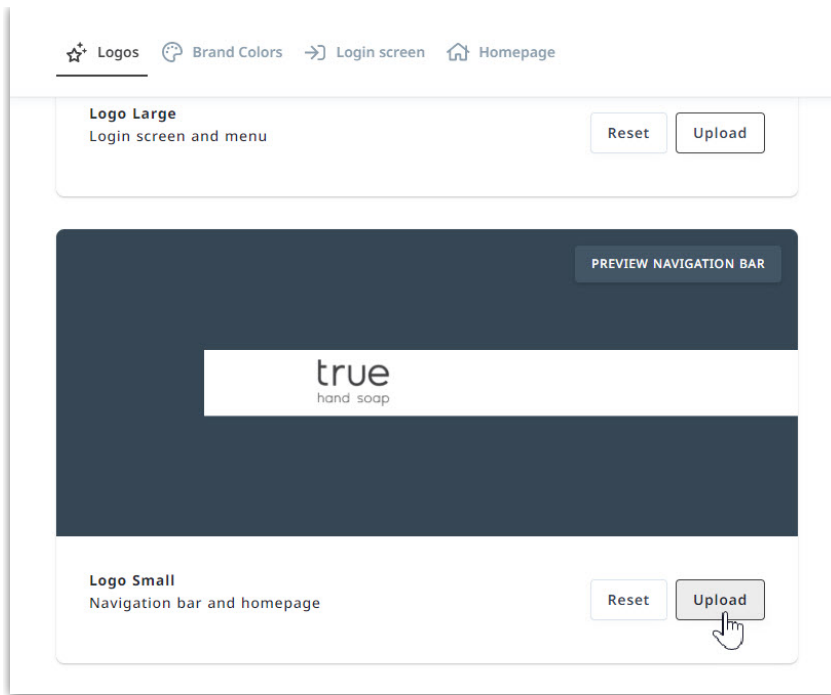 Logos Brand Colors Login screen Homepage
Logo Large
Login screen and menu
Reset Upload
PREVIEW NAVIGATION BAR
true
hand soap
Logo Small
Navigation bar and homepage
Reset Upload